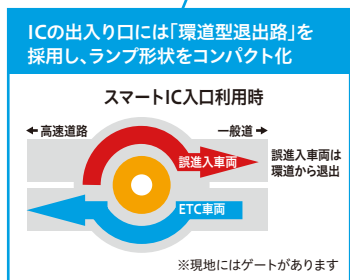 ICの出入り口には「環道型退出路」を
採用し、ランプ形状をコンパクト化
スマートIC入口利用時
←高速道路
一般道→
誤進入車両
誤進入車両は
環道から退出
ETC車両
※現地にはゲートがあります